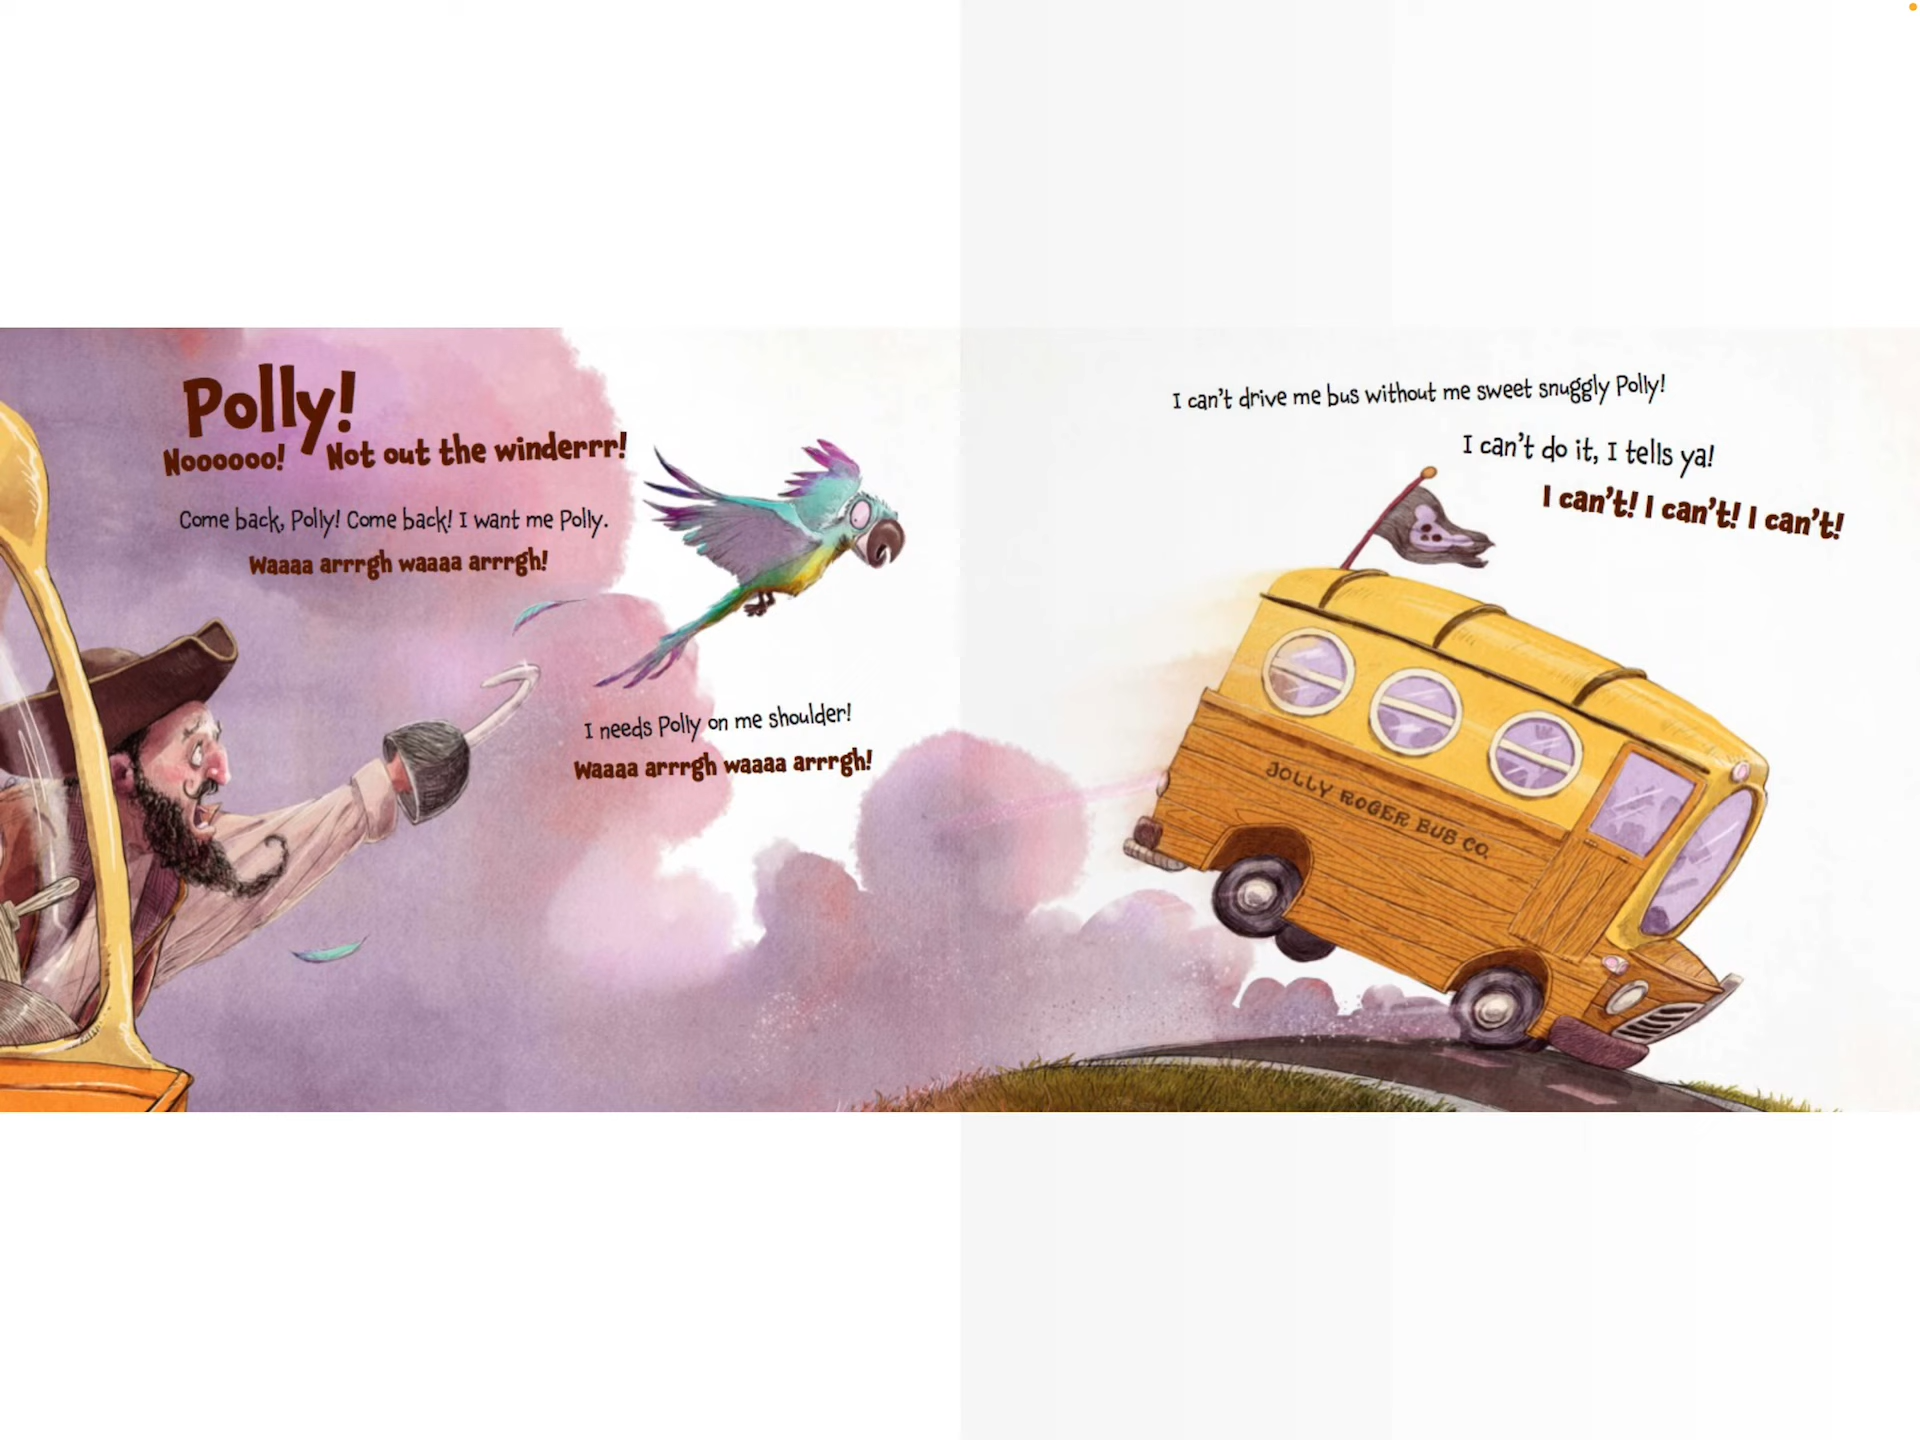 Polly!
Noooooo! Not out the winderrr!
Come back, Polly! Come back! I want me Polly.
Waaaa arrrgh waaaa arrrgh!
I needs Polly on me shoulder!
Waaaa arrrgh waaaa arrrgh!
I can't drive me bus without me sweet snuggly Polly!
I can't do it, I tells ya!
I can't! I can't! I can't!
JOLLY ROGER BUS CO.